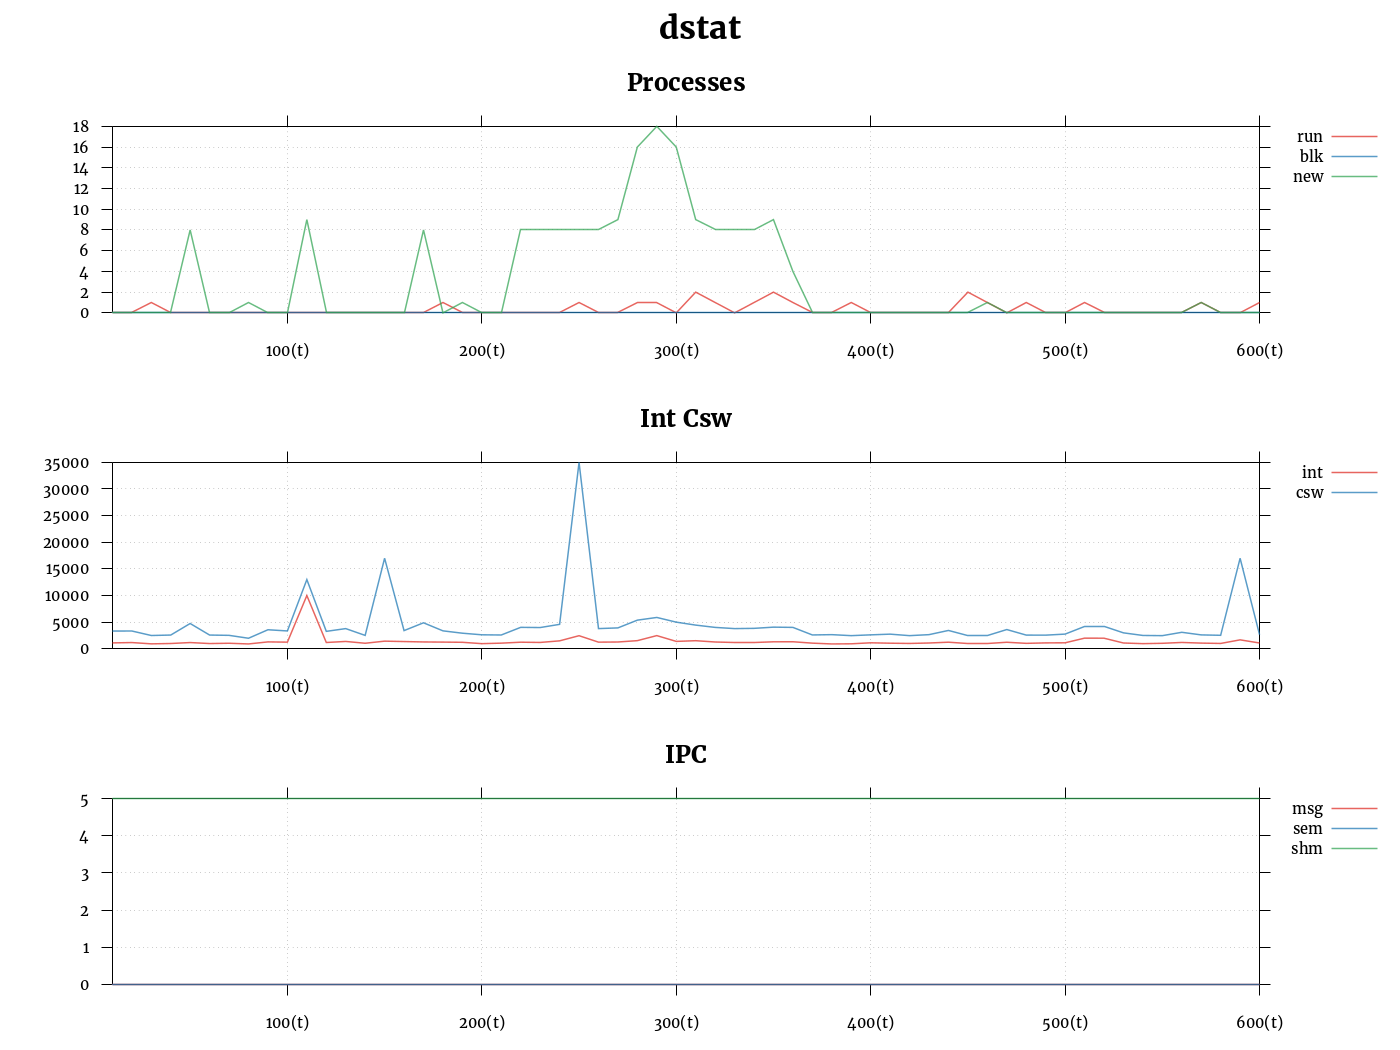 dstat
Processes
18
16
14
12
10
8
6
4
2
0
run
blk
new
100(t) 200(t) 300(t) 400(t) 500(t) 600(t)
Int Csw
35000
30000
25000
20000
15000
10000
5000
0
int
csw
100(t) 200(t) 300(t) 400(t) 500(t) 600(t)
IPC
5
4
3
2
1
0
msg
sem
shm
100(t) 200(t) 300(t) 400(t) 500(t) 600(t)